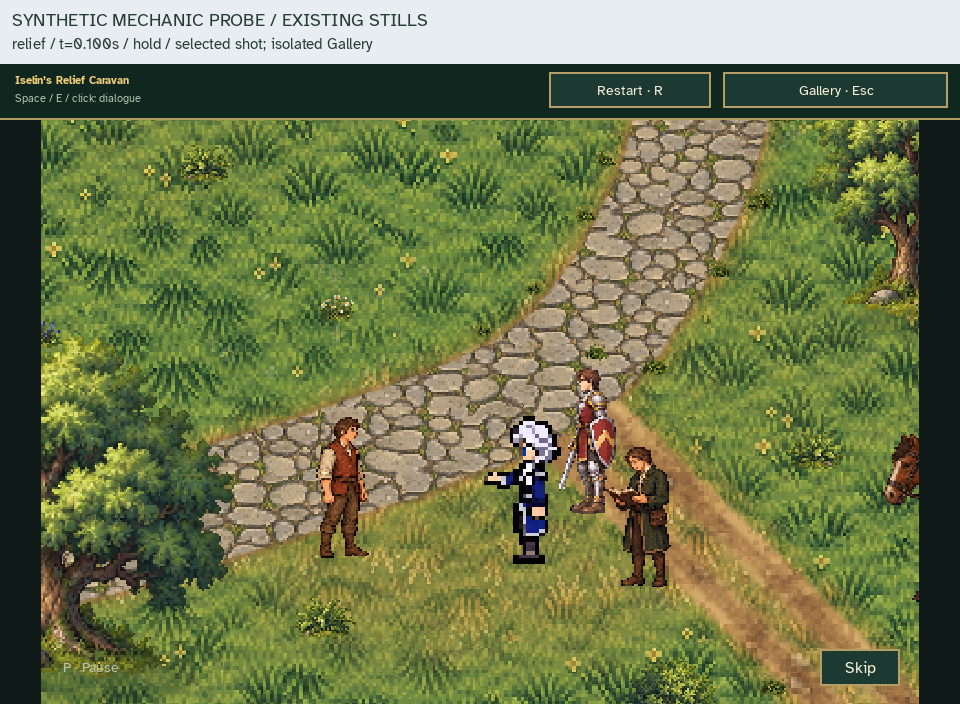 SYNTHETIC MECHANIC PROBE / EXISTING STILLS
relief / t=0.100s / hold / selected shot; isolated Gallery
Iselin's Relief Caravan
Space / E / click: dialogue
Restart · R
Gallery · Esc
P · Pause
Skip